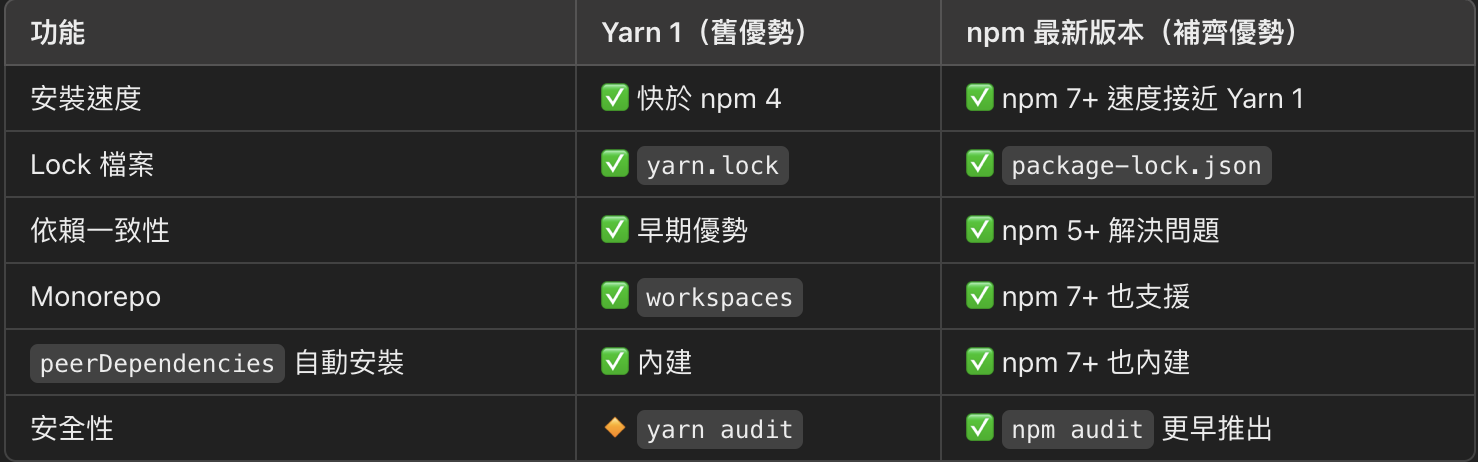 功能 Yarn 1（舊優勢） npm 最新版本（補齊優勢）
安裝速度 ✅ 快於 npm 4 ✅ npm 7+ 速度接近 Yarn 1
Lock 檔案 ✅ yarn.lock ✅ package-lock.json
依賴一致性 ✅ 早期優勢 ✅ npm 5+ 解決問題
Monorepo ✅ workspaces ✅ npm 7+ 也支援
peerDependencies 自動安裝 ✅ 內建 ✅ npm 7+ 也內建
安全性 🔸 yarn audit ✅ npm audit 更早推出